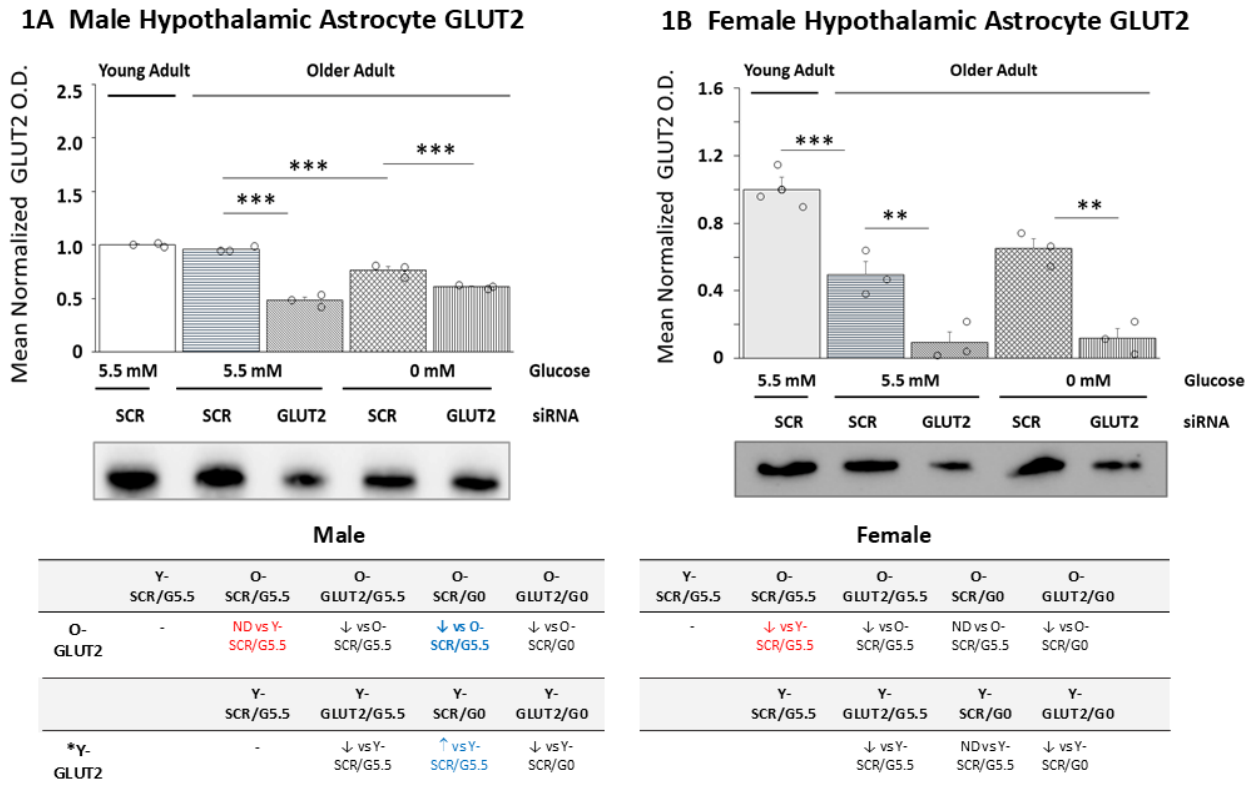 1A Male Hypothalamic Astrocyte GLUT2
Young Adult
Older Adult
Mean Normalized GLUT2 O.D.
2.5
2.0
1.5
1.0
0.5
0
***
***
***
5.5 mM 5.5 mM 0 mM Glucose
SCR SCR GLUT2 SCR GLUT2 siRNA
1B Female Hypothalamic Astrocyte GLUT2
Young Adult
Older Adult
Mean Normalized GLUT2 O.D.
1.6
1.2
0.8
0.4
0
***
**
**
5.5 mM 5.5 mM 0 mM Glucose
SCR SCR GLUT2 SCR GLUT2 siRNA
Male
Y- O- O- O- O-
SCR/G5.5 SCR/G5.5 GLUT2/G5.5 SCR/G0 GLUT2/G0
O- - ND vs Y- ↓ vs O- ↓ vs O- ↓ vs O-
GLUT2 SCR/G5.5 SCR/G5.5 SCR/G5.5 SCR/G0
Y- Y- Y- Y-
SCR/G5.5 GLUT2/G5.5 SCR/G0 GLUT2/G0
*Y- - ↓ vs Y- ↑ vs Y- ↓ vs Y-
GLUT2 SCR/G5.5 SCR/G5.5 SCR/G0
Female
Y- O- O- O- O-
SCR/G5.5 SCR/G5.5 GLUT2/G5.5 SCR/G0 GLUT2/G0
- ↓ vs Y- ↓ vs O- ND vs O- ↓ vs O-
SCR/G5.5 SCR/G5.5 SCR/G5.5 SCR/G0
Y- Y- Y- Y-
SCR/G5.5 GLUT2/G5.5 SCR/G0 GLUT2/G0
↓ vs Y- ND vs Y- ↓ vs Y-
SCR/G5.5 SCR/G5.5 SCR/G0